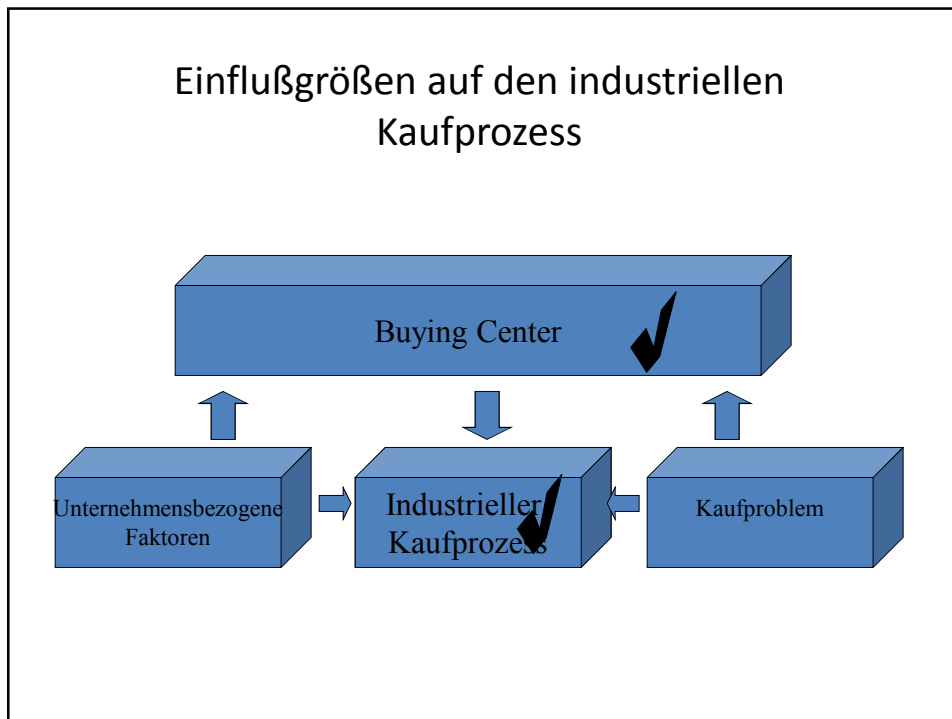 Einflußgrößen auf den industriellen
Kaufprozess
Buying Center
Unternehmensbezogene
Faktoren
Industrieller
Kaufprozess
Kaufproblem